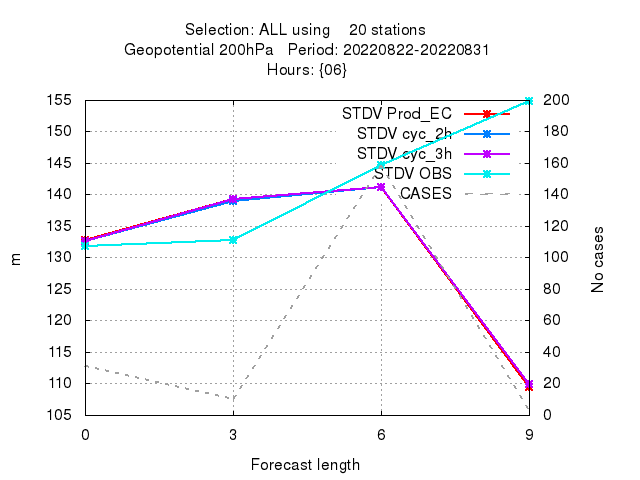 Selection: ALL using    20 stations
Geopotential 200hPa   Period: 20220822-20220831
Hours: {06}
155
150
145
140
135
130
125
120
115
110
105
200
180
160
140
120
100
80
60
40
20
0
STDV Prod_EC
STDV cyc_2h
STDV cyc_3h
STDV OBS
CASES
m
No cases
0
3
6
9
Forecast length